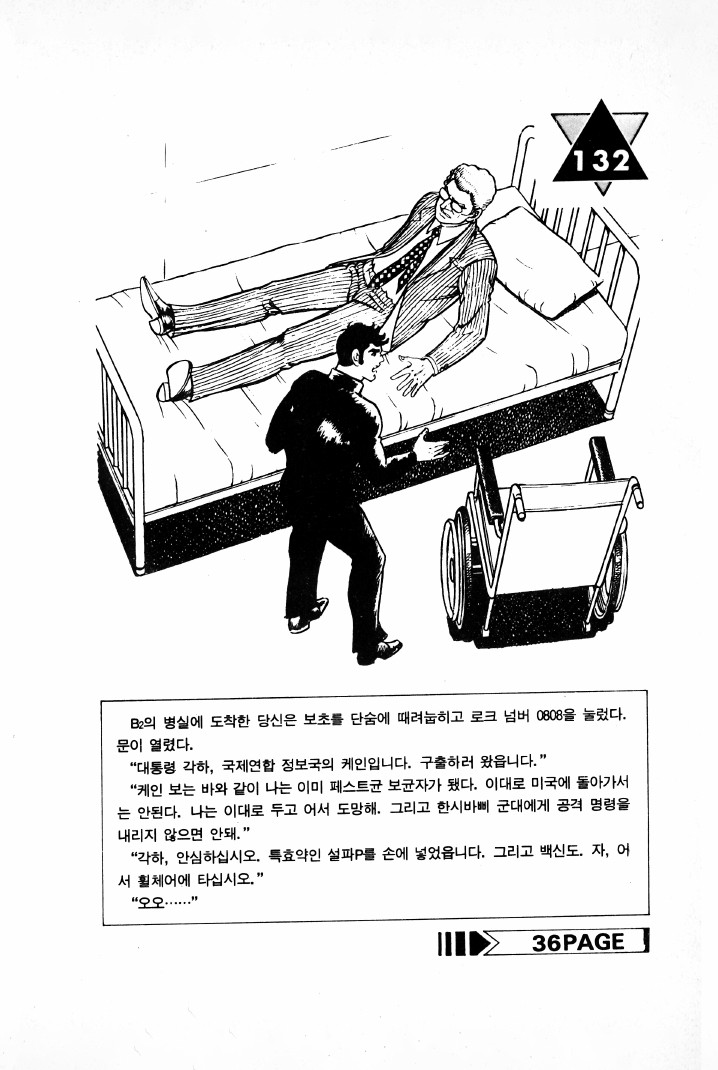 132
B2의 병실에 도착한 당신은 보초를 단숨에 때려눕히고 로크 넘버 0808을 눌렀다.
문이 열렸다.
“대통령 각하, 국제연합 정보국의 케인입니다. 구출하러 왔읍니다.”
“케인 보는 바와 같이 나는 이미 페스트균 보균자가 됐다. 이대로 미국에 돌아가서
는 안된다. 나는 이대로 두고 어서 도망해. 그리고 한시바삐 군대에게 공격 명령을
내리지 않으면 안돼.”
“각하, 안심하십시오. 특효약인 설파P를 손에 넣었읍니다. 그리고 백신도. 자, 어
서 휠체어에 타십시오.”
“오오……”
36PAGE